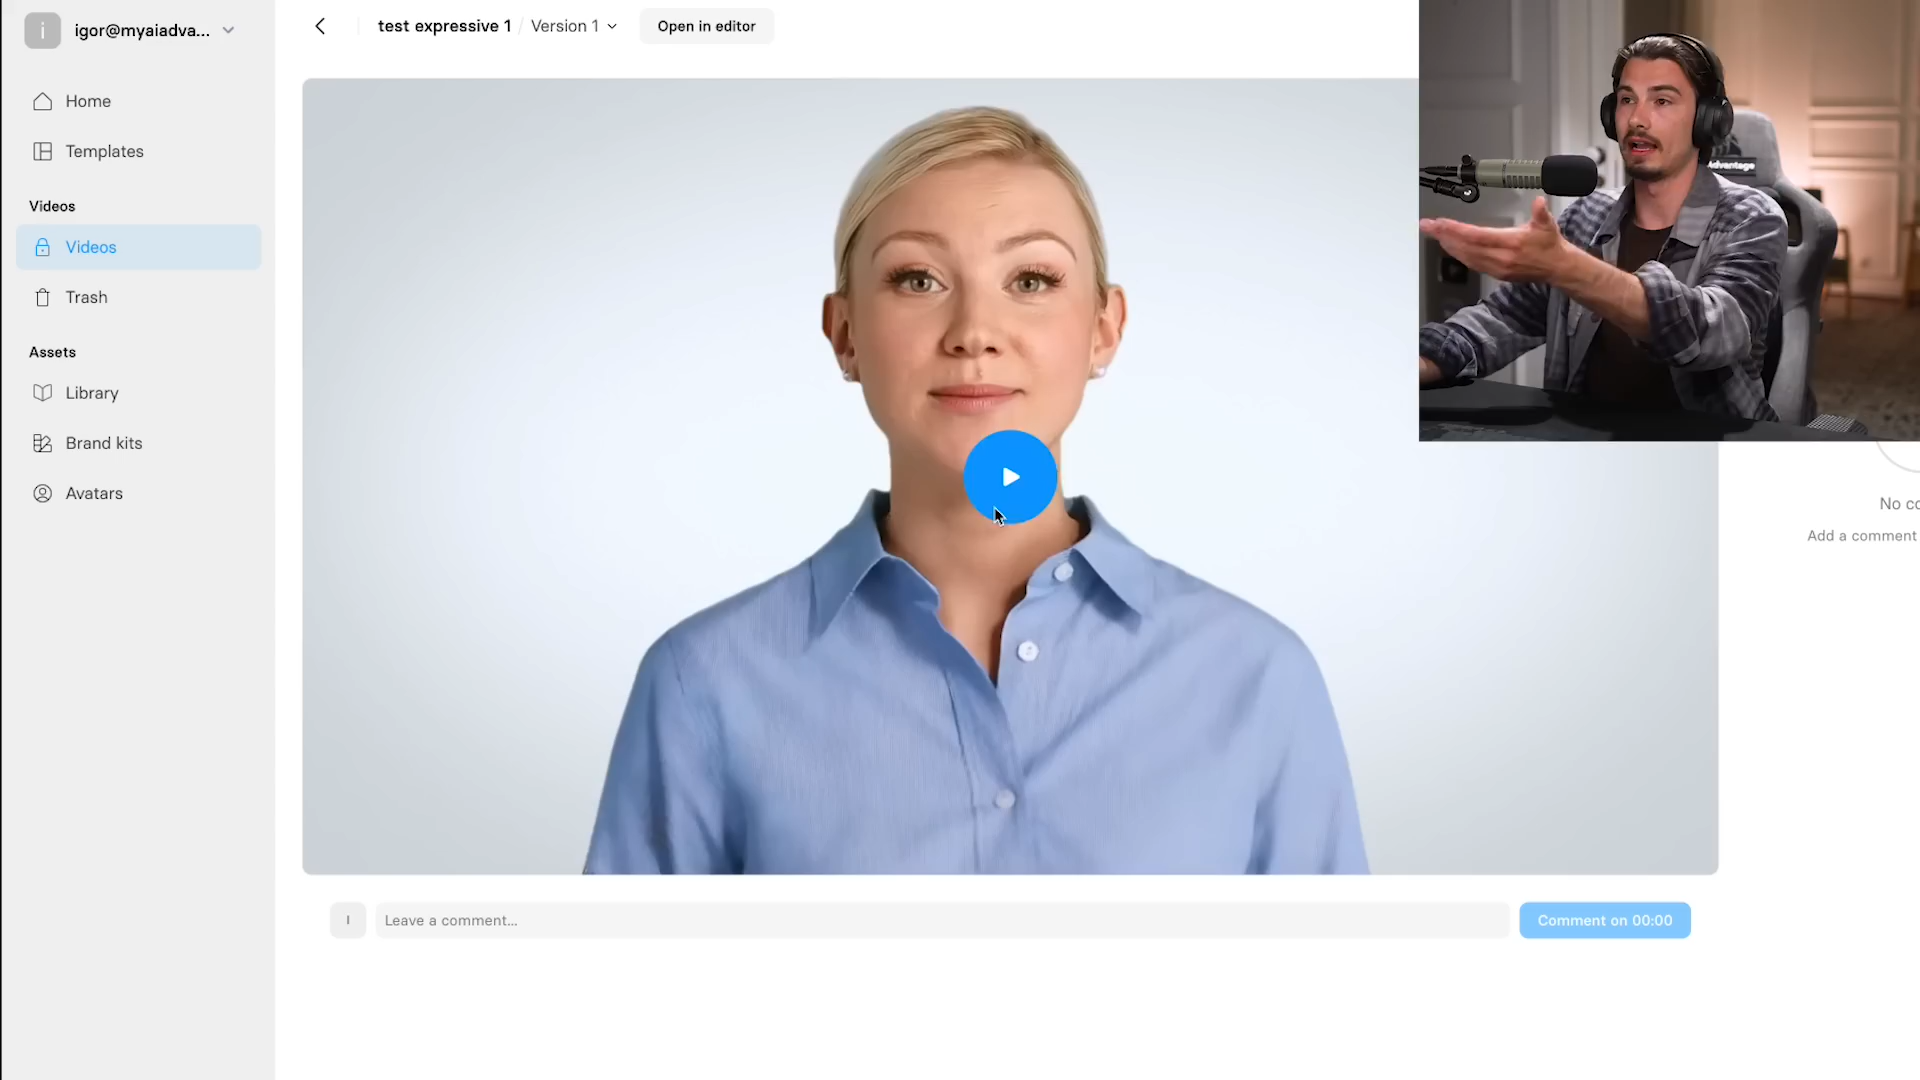 i
igor@myaiadva...
Home
Templates
Videos
Videos
Trash
Assets
Library
Brand kits
Avatars
test expressive 1 / Version 1
Open in editor
Advantage
No co
Add a comment
I
Leave a comment...
Comment on 00:00